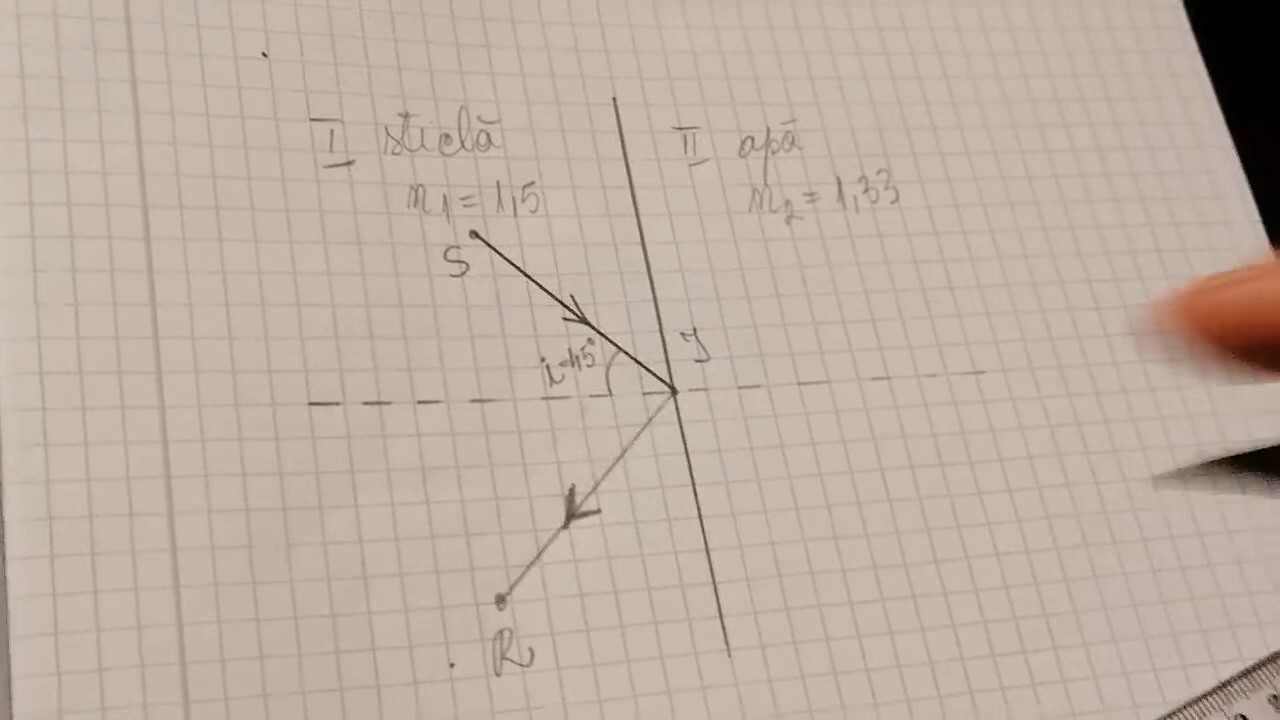 I sticlă
n1 = 1,5
II apă
n2 = 1,33
S
i=45°
I
R